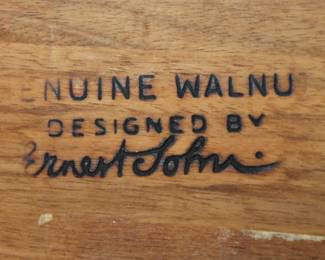 ENUINE WALNU
DESIGNED BY
Ernest Sohn.